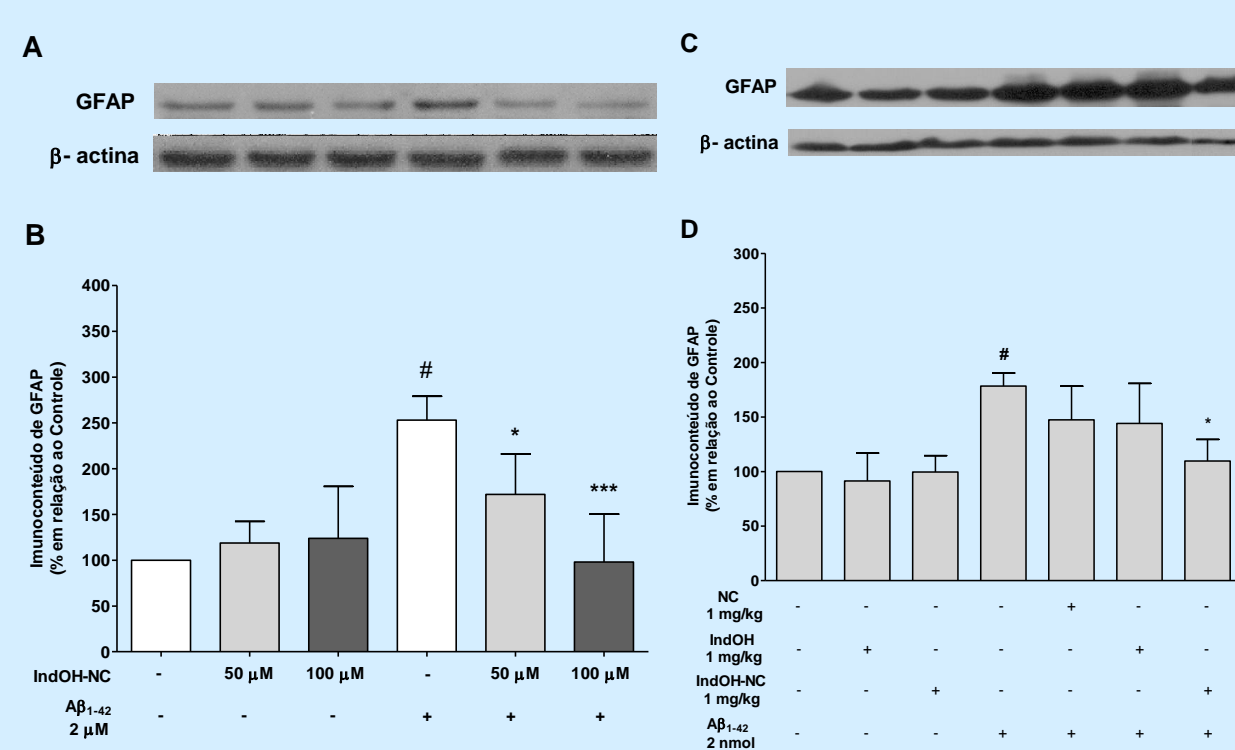 A
GFAP
β- actina
B
Imunoconteúdo de GFAP
(% em relação ao Controle)
400
350
300
250
200
150
100
50
0
#
*
***
IndOH-NC - 50 μM 100 μM - 50 μM 100 μM
Aβ1-42
2 μM
- - - + + +
C
GFAP
β- actina
D
Imunoconteúdo de GFAP
(% em relação ao Controle)
300
250
200
150
100
50
0
#
*
NC
1 mg/kg
- - - - + - -
IndOH
1 mg/kg
- + - - - + -
IndOH-NC
1 mg/kg
- - + - - - +
Aβ1-42
2 nmol
- - - + + + +